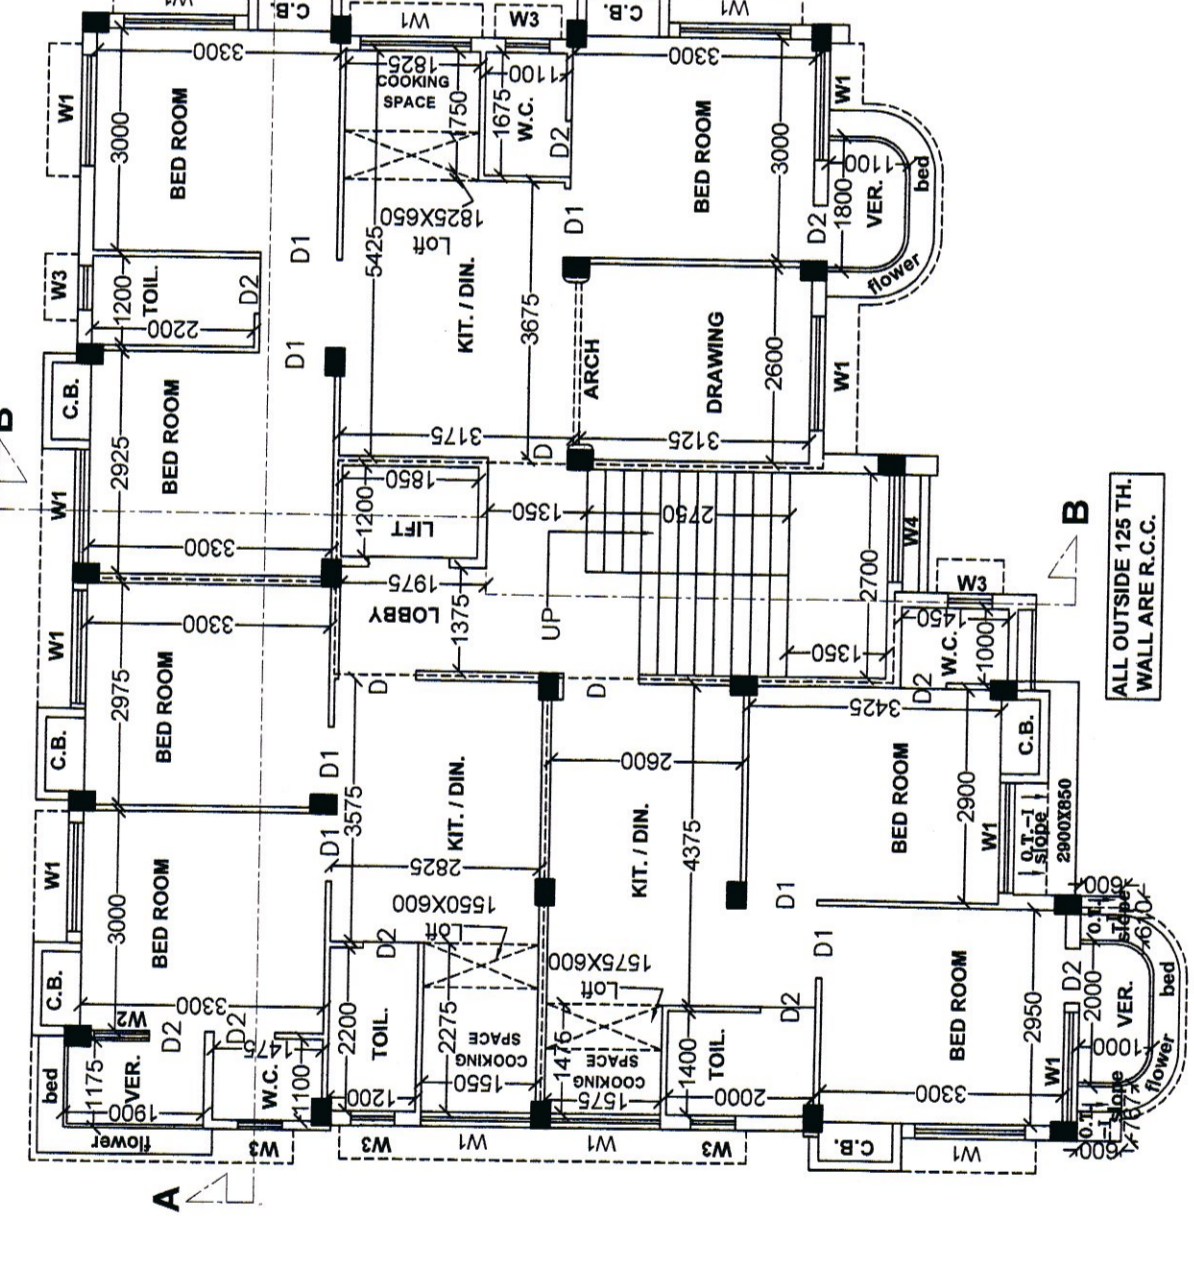 W1
C.B.
W1
W3
C.B.
W1
3300
1825
COOKING
SPACE
1100
3300
W1
3000
BED ROOM
1750
1675
W.C.
D2
BED ROOM
3000
W1
1100
VER.
1800
bed
flower
D2
1825X650
Loft
D1
W3
1200
TOIL.
2200
D2
D1
5425
KIT. / DIN.
3675
D1
ARCH
DRAWING
2600
W1
B
C.B.
2925
BED ROOM
3175
D
3125
W1
3300
1200
1850
LIFT
1350
2750
W4
B
ALL OUTSIDE 125 TH.
WALL ARE R.C.C.
1975
LOBBY
1375
UP
2700
W3
1450
W.C.
1000
1350
W1
3300
2975
BED ROOM
D
D
D2
3425
C.B.
D1
3575
KIT. / DIN.
2600
BED ROOM
2900
W1
C.B.
D1
2825
KIT. / DIN.
4375
O.T.-I
slope
2900X850
W1
3000
BED ROOM
1550X600
Loft
D1
600
O.T.-I
slope
610
D2
1575X600
Loft
D1
C.B.
3300
W2
D2
D2
1475
2200
TOIL.
2275
COOKING
SPACE
1475
COOKING
SPACE
D2
BED ROOM
2950
D2
2000
VER.
bed
bed
1175
VER.
W.C.
1100
1400
TOIL.
1000
flower
W1
1900
1200
1550
1575
2000
3300
O.T.-I
slope
767
600
flower
W3
W3
W1
W1
W3
C.B.
W1
A